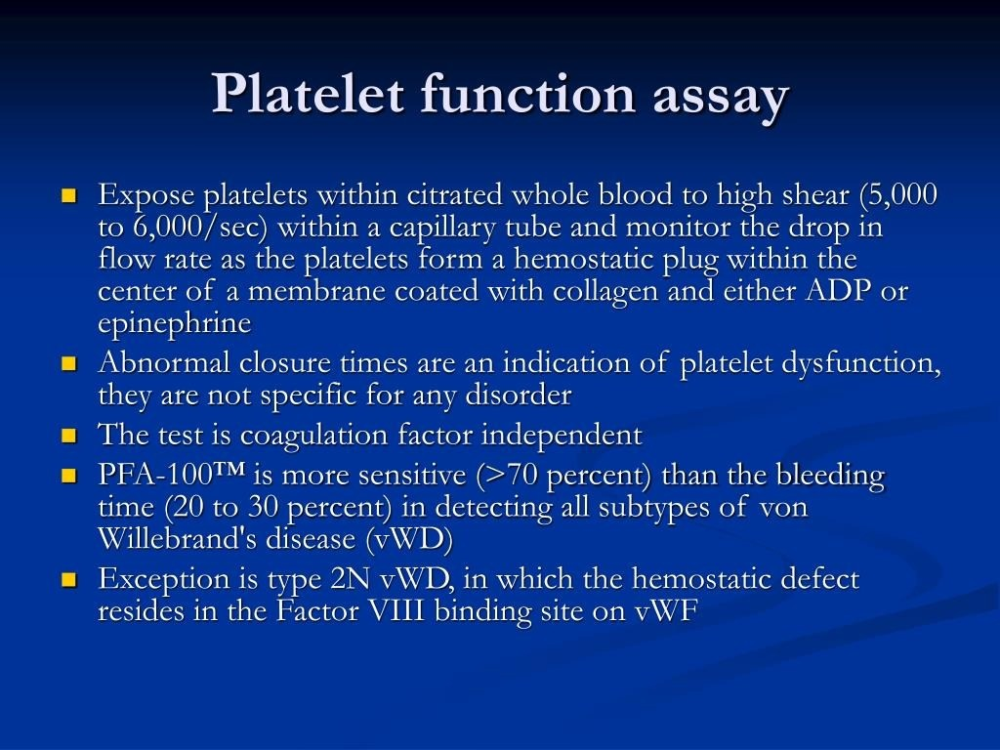 Platelet function assay
Expose platelets within citrated whole blood to high shear (5,000
to 6,000/sec) within a capillary tube and monitor the drop in
flow rate as the platelets form a hemostatic plug within the
center of a membrane coated with collagen and either ADP or
epinephrine
Abnormal closure times are an indication of platelet dysfunction,
they are not specific for any disorder
The test is coagulation factor independent
PFA-100™ is more sensitive (>70 percent) than the bleeding
time (20 to 30 percent) in detecting all subtypes of von
Willebrand's disease (vWD)
Exception is type 2N vWD, in which the hemostatic defect
resides in the Factor VIII binding site on vWF